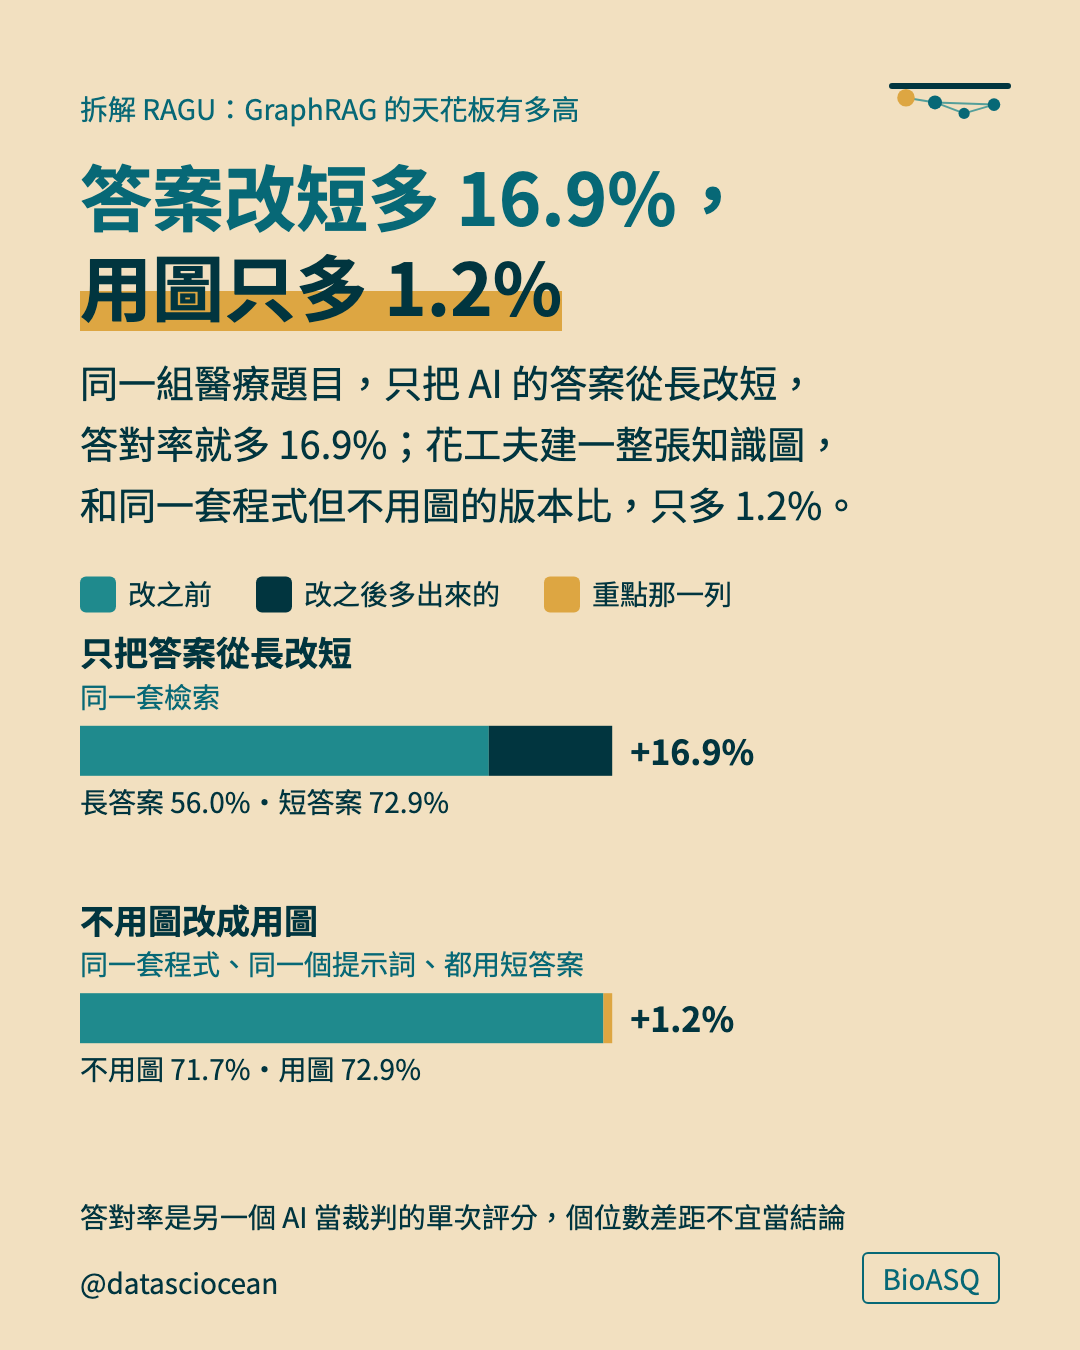 拆解 RAGU：GraphRAG 的天花板有多高
答案改短多 16.9%，
用圖只多 1.2%
同一組醫療題目，只把 AI 的答案從長改短，
答對率就多 16.9%；花工夫建一整張知識圖，
和同一套程式但不用圖的版本比，只多 1.2%。
改之前 改之後多出來的 重點那一列
只把答案從長改短
同一套檢索
+16.9%
長答案 56.0%・短答案 72.9%
不用圖改成用圖
同一套程式、同一個提示詞、都用短答案
+1.2%
不用圖 71.7%・用圖 72.9%
答對率是另一個 AI 當裁判的單次評分，個位數差距不宜當結論
@datasciocean
BioASQ